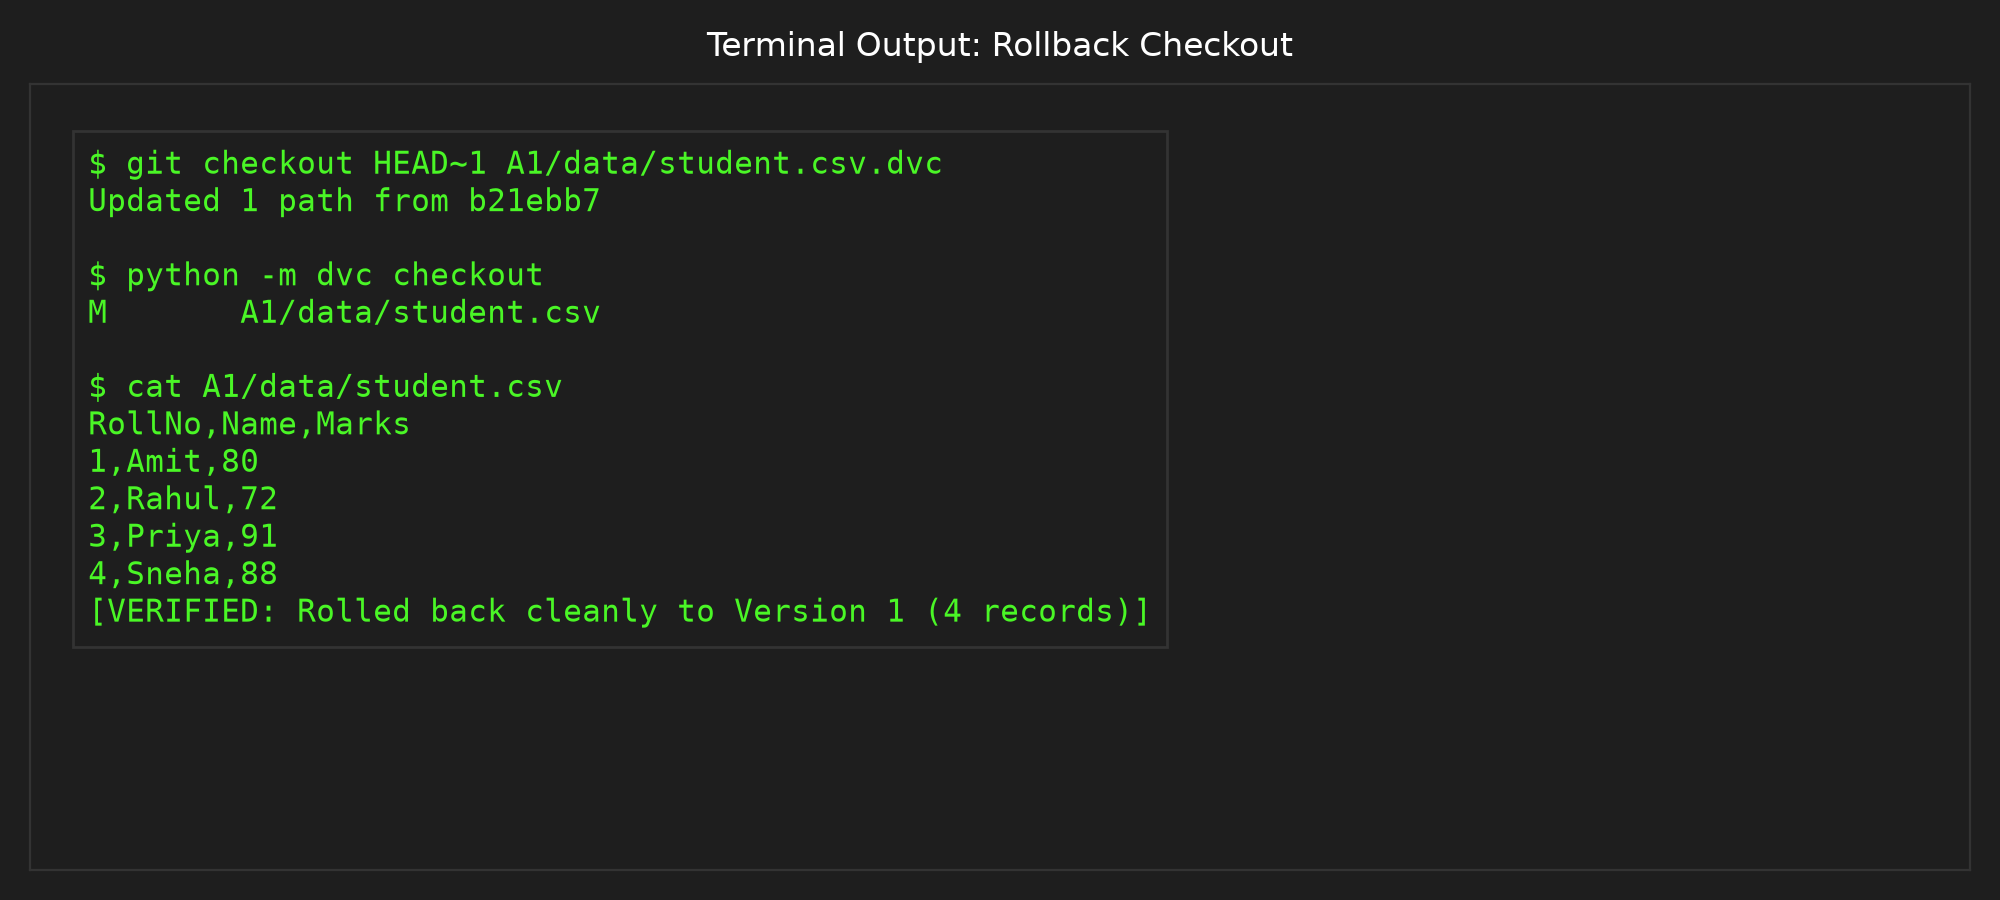 Terminal Output: Rollback Checkout
$ git checkout HEAD~1 A1/data/student.csv.dvc
Updated 1 path from b21ebb7
$ python -m dvc checkout
M       A1/data/student.csv
$ cat A1/data/student.csv
RollNo,Name,Marks
1,Amit,80
2,Rahul,72
3,Priya,91
4,Sneha,88
[VERIFIED: Rolled back cleanly to Version 1 (4 records)]